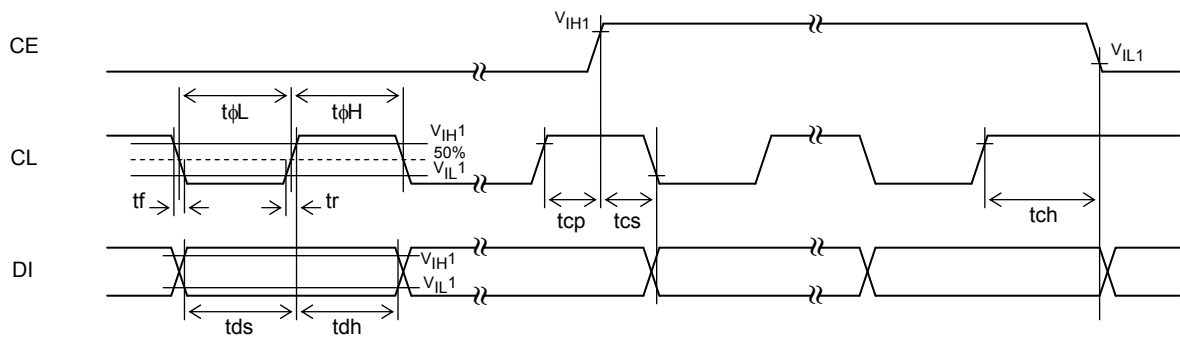 CE
VIH1
VIL1
tϕL
tϕH
CL
VIH1
50%
VIL1
tf
tr
tcp
tcs
tch
DI
VIH1
VIL1
tds
tdh